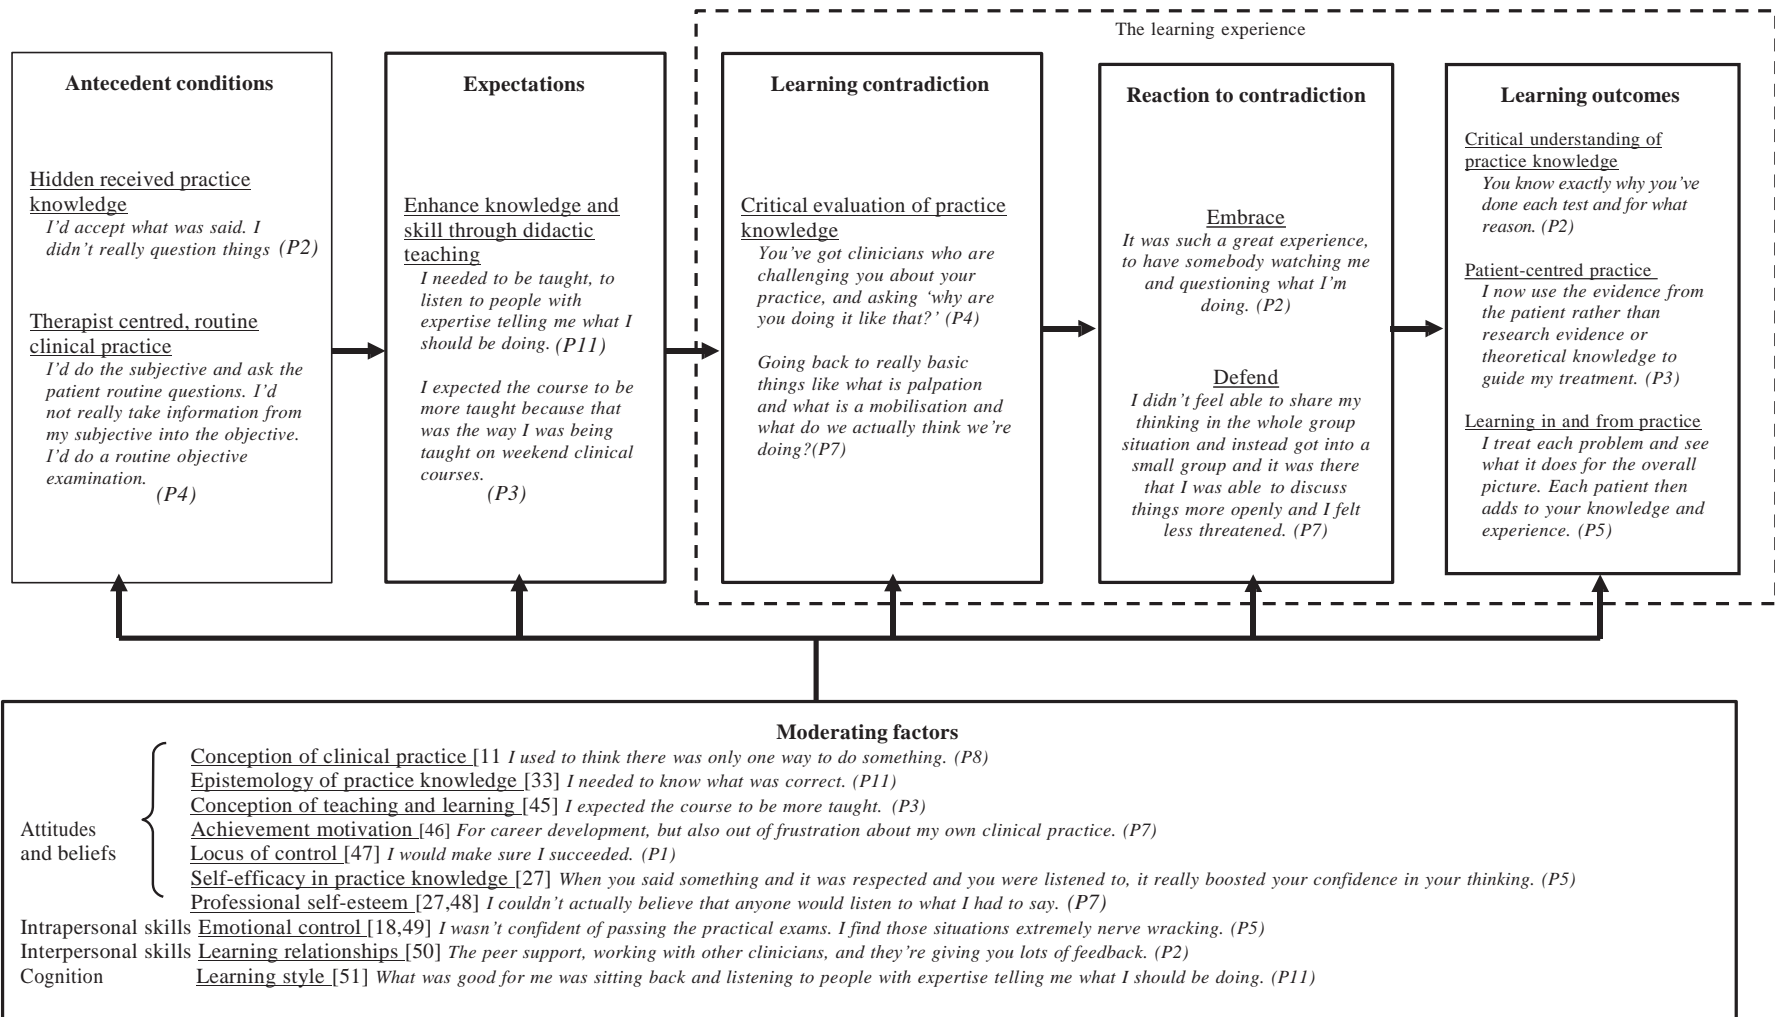 The learning experience
Antecedent conditions
Hidden received practice
knowledge
I’d accept what was said. I
didn’t really question things (P2)
Therapist centred, routine
clinical practice
I’d do the subjective and ask the
patient routine questions. I’d
not really take information from
my subjective into the objective.
I’d do a routine objective
examination.
(P4)
Expectations
Enhance knowledge and
skill through didactic
teaching
I needed to be taught, to
listen to people with
expertise telling me what I
should be doing. (P11)
I expected the course to be
more taught because that
was the way I was being
taught on weekend clinical
courses.
(P3)
Learning contradiction
Critical evaluation of practice
knowledge
You’ve got clinicians who are
challenging you about your
practice, and asking ‘why are
you doing it like that?’ (P4)
Going back to really basic
things like what is palpation
and what is a mobilisation and
what do we actually think we’re
doing?(P7)
Reaction to contradiction
Embrace
It was such a great experience,
to have somebody watching me
and questioning what I’m
doing. (P2)
Defend
I didn’t feel able to share my
thinking in the whole group
situation and instead got into a
small group and it was there
that I was able to discuss
things more openly and I felt
less threatened. (P7)
Learning outcomes
Critical understanding of
practice knowledge
You know exactly why you’ve
done each test and for what
reason. (P2)
Patient-centred practice
I now use the evidence from
the patient rather than
research evidence or
theoretical knowledge to
guide my treatment. (P3)
Learning in and from practice
I treat each problem and see
what it does for the overall
picture. Each patient then
adds to your knowledge and
experience. (P5)
Moderating factors
Attitudes
and beliefs
Conception of clinical practice [11 I used to think there was only one way to do something. (P8)
Epistemology of practice knowledge [33] I needed to know what was correct. (P11)
Conception of teaching and learning [45] I expected the course to be more taught. (P3)
Achievement motivation [46] For career development, but also out of frustration about my own clinical practice. (P7)
Locus of control [47] I would make sure I succeeded. (P1)
Self-efficacy in practice knowledge [27] When you said something and it was respected and you were listened to, it really boosted your confidence in your thinking. (P5)
Professional self-esteem [27,48] I couldn’t actually believe that anyone would listen to what I had to say. (P7)
Intrapersonal skills Emotional control [18,49] I wasn’t confident of passing the practical exams. I find those situations extremely nerve wracking. (P5)
Interpersonal skills Learning relationships [50] The peer support, working with other clinicians, and they’re giving you lots of feedback. (P2)
Cognition Learning style [51] What was good for me was sitting back and listening to people with expertise telling me what I should be doing. (P11)